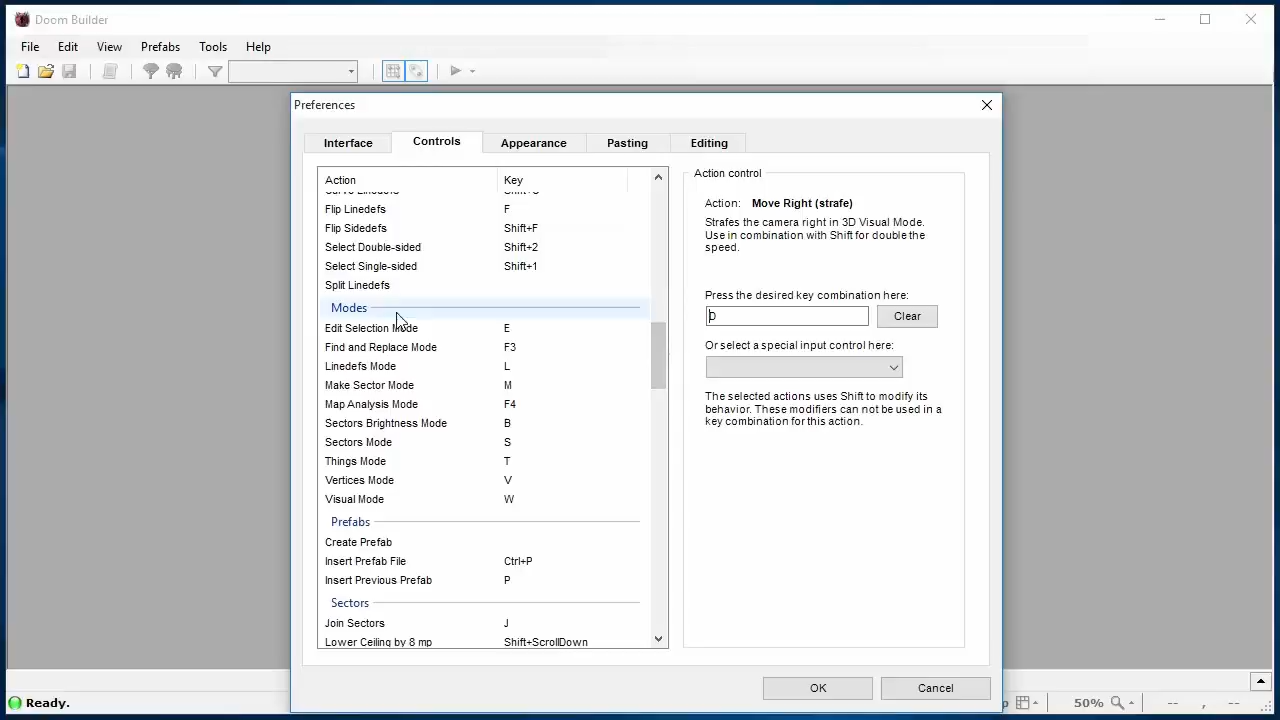 Doom Builder
File Edit View Prefabs Tools Help
Preferences
Interface Controls Appearance Pasting Editing
Action Key
Flip Linedefs F
Flip Sidedefs Shift+F
Select Double-sided Shift+2
Select Single-sided Shift+1
Split Linedefs
Modes
Edit Selection Mode E
Find and Replace Mode F3
Linedefs Mode L
Make Sector Mode M
Map Analysis Mode F4
Sectors Brightness Mode B
Sectors Mode S
Things Mode T
Vertices Mode V
Visual Mode W
Prefabs
Create Prefab
Insert Prefab File Ctrl+P
Insert Previous Prefab P
Sectors
Join Sectors J
Lower Ceiling by 8 mp Shift+ScrollDown
Action control
Action: Move Right (strafe)
Strafes the camera right in 3D Visual Mode.
Use in combination with Shift for double the
speed.
Press the desired key combination here:
D Clear
Or select a special input control here:
The selected actions uses Shift to modify its
behavior. These modifiers can not be used in a
key combination for this action.
OK Cancel
Ready. 50% -- , --